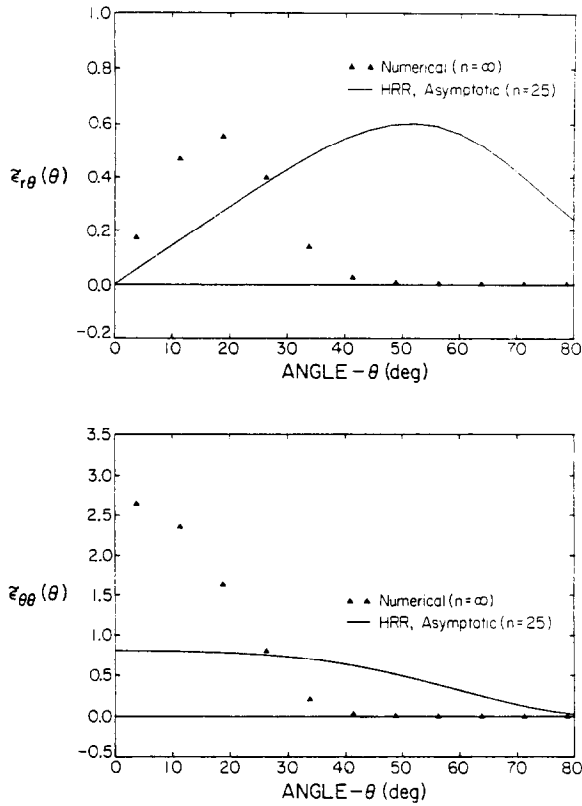 1.0
0.8
▲ ▲ Numerical (n=∞)
— HRR, Asymptotic (n=25)
0.6
ε̃rθ(θ)
0.4
0.2
0.0
-0.2
0 10 20 30 40 50 60 70 80
ANGLE-θ (deg)
3.5
3.0
2.5
2.0
ε̃θθ(θ)
1.5
▲ ▲ Numerical (n=∞)
— HRR, Asymptotic (n=25)
1.0
0.5
0.0
-0.5
0 10 20 30 40 50 60 70 80
ANGLE-θ (deg)